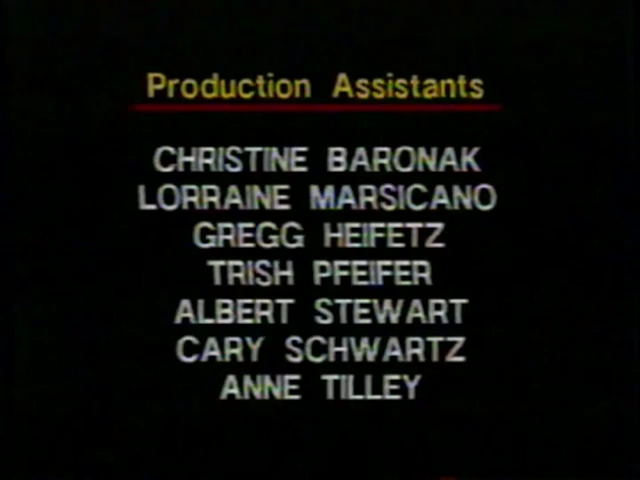 Production Assistants
CHRISTINE BARONAK
LORRAINE MARSICANO
GREGG HEIFETZ
TRISH PFEIFER
ALBERT STEWART
CARY SCHWARTZ
ANNE TILLEY